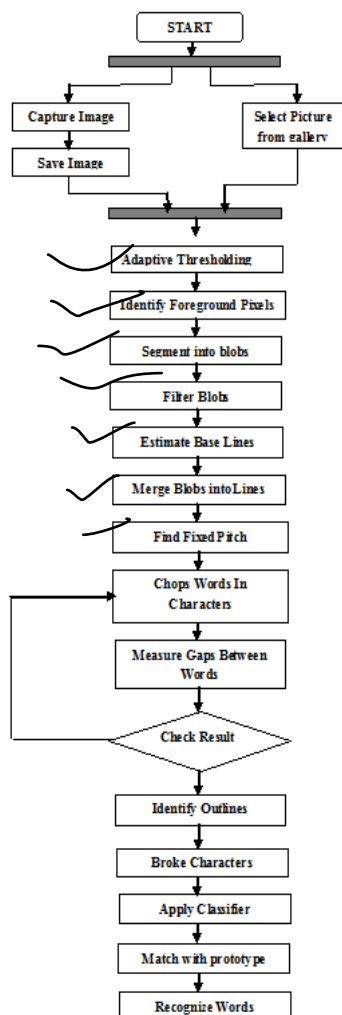 START
Capture Image
Select Picture
from gallery
Save Image
Adaptive Thresholding
Identify Foreground Pixels
Segment into blobs
Filter Blobs
Estimate Base Lines
Merge Blobs into Lines
Find Fixed Pitch
Chops Words In
Characters
Measure Gaps Between
Words
Check Result
Identify Outlines
Broke Characters
Apply Classifier
Match with prototype
Recognize Words